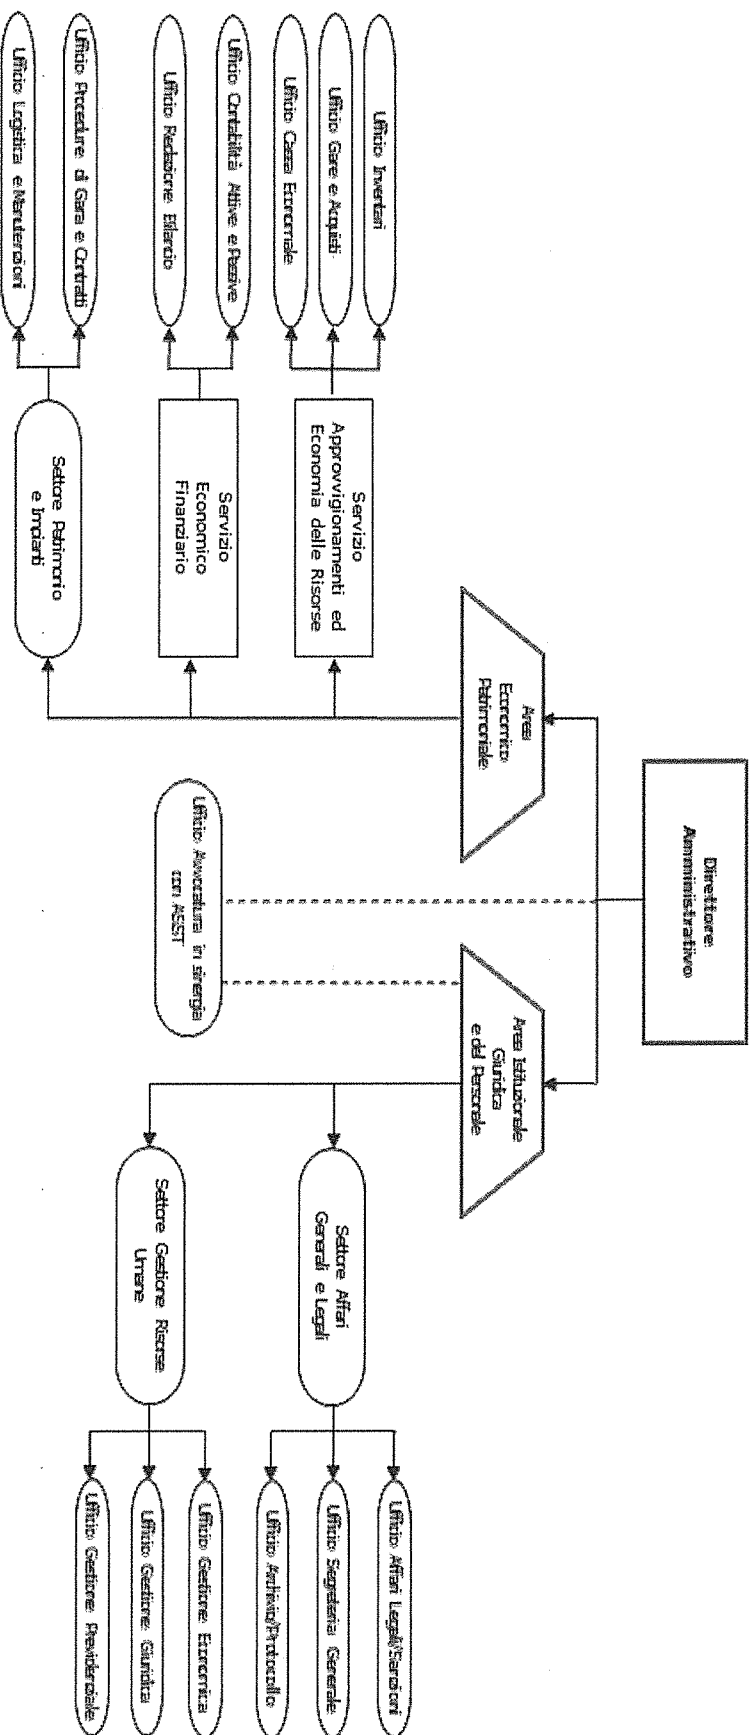 Direttore
Amministrativo
Area
Economico
Patrimoniale
Area Istituzionale
Giuridica
e del Personale
Ufficio Avvocatura in sinergia
con ASST
Servizio
Approvvigionamenti ed
Economia delle Risorse
Ufficio Inventari
Ufficio Gare e Acquisti
Ufficio Cassa Economale
Servizio
Economico
Finanziario
Ufficio Contabilità Attive e Passive
Ufficio Redazione Bilancio
Settore Patrimonio
e Impianti
Ufficio Procedure di Gara e Contratti
Ufficio Logistica e Manutenzioni
Settore Affari
Generali e Legali
Ufficio Affari Legali/Sanzioni
Ufficio Segreteria Generale
Ufficio Archivio/Protocollo
Settore Gestione Risorse
Umane
Ufficio Gestione Economica
Ufficio Gestione Giuridica
Ufficio Gestione Previdenziale